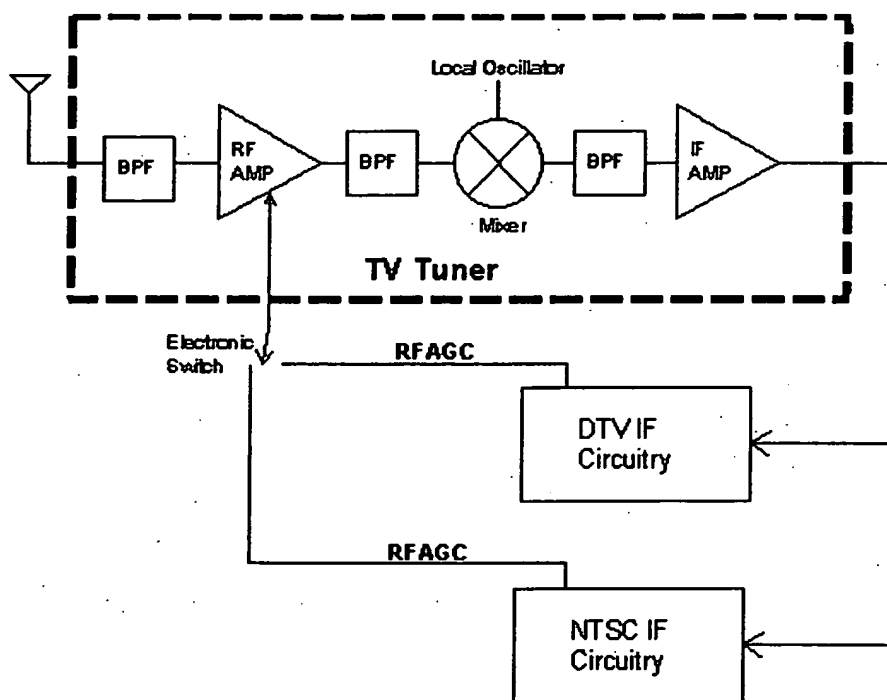 Local Oscillator
BPF
RF
AMP
BPF
BPF
IF
AMP
Mixer
TV Tuner
Electronic
Switch
RFAGC
DTV IF
Circuitry
RFAGC
NTSC IF
Circuitry